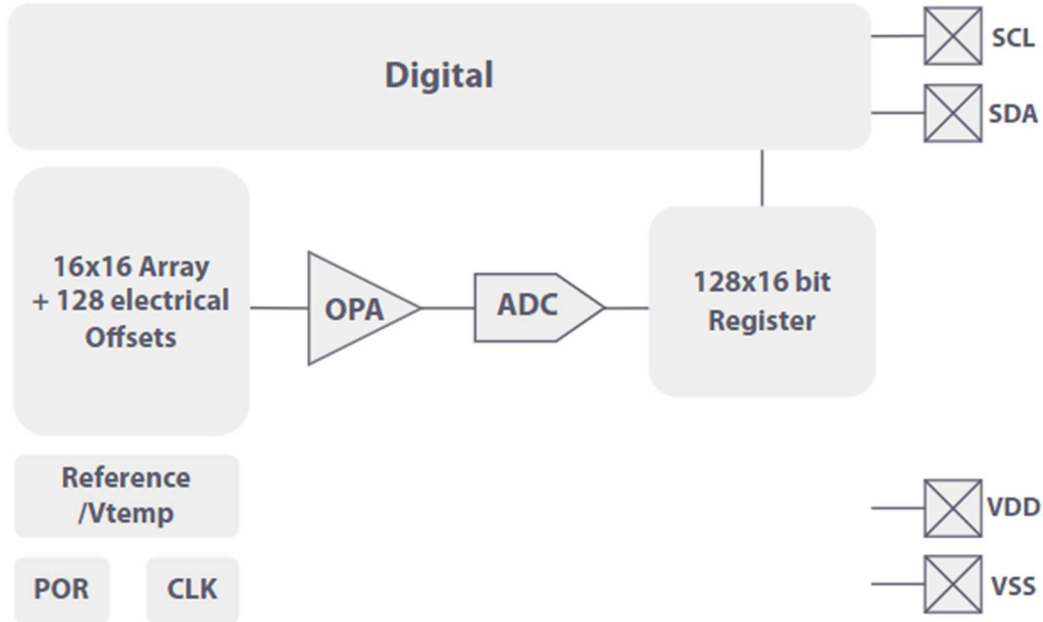 Digital
SCL
SDA
16x16 Array
+ 128 electrical
Offsets
OPA
ADC
128x16 bit
Register
Reference
/Vtemp
VDD
POR
CLK
VSS